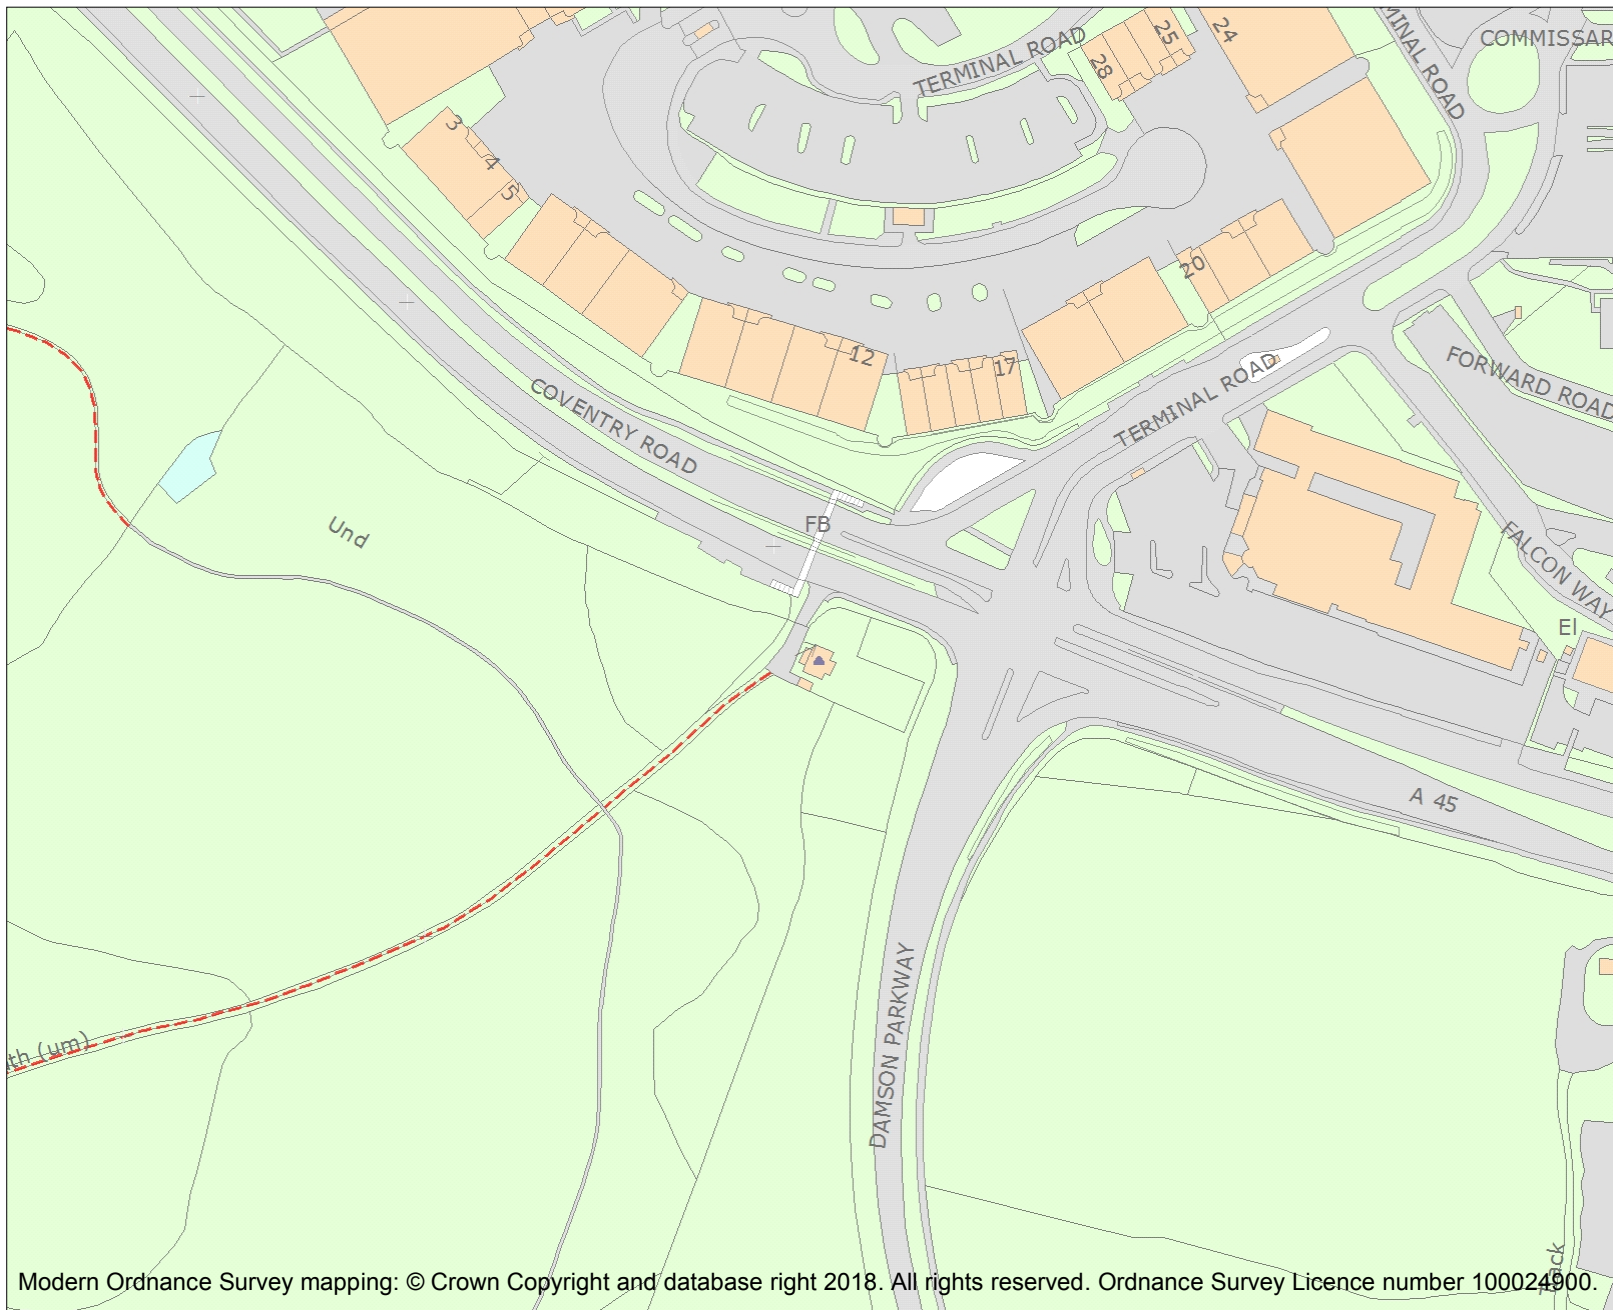 TERMINAL ROAD
25
24
28
COMMISSAR
MINAL ROAD
3
4
5
20
12
17
COVENTRY ROAD
TERMINAL ROAD
FORWARD ROAD
FB
Und
FALCON WAY
El
A 45
DAMSON PARKWAY
th (um)
Modern Ordnance Survey mapping: © Crown Copyright and database right 2018. All rights reserved. Ordnance Survey Licence number 100024900.